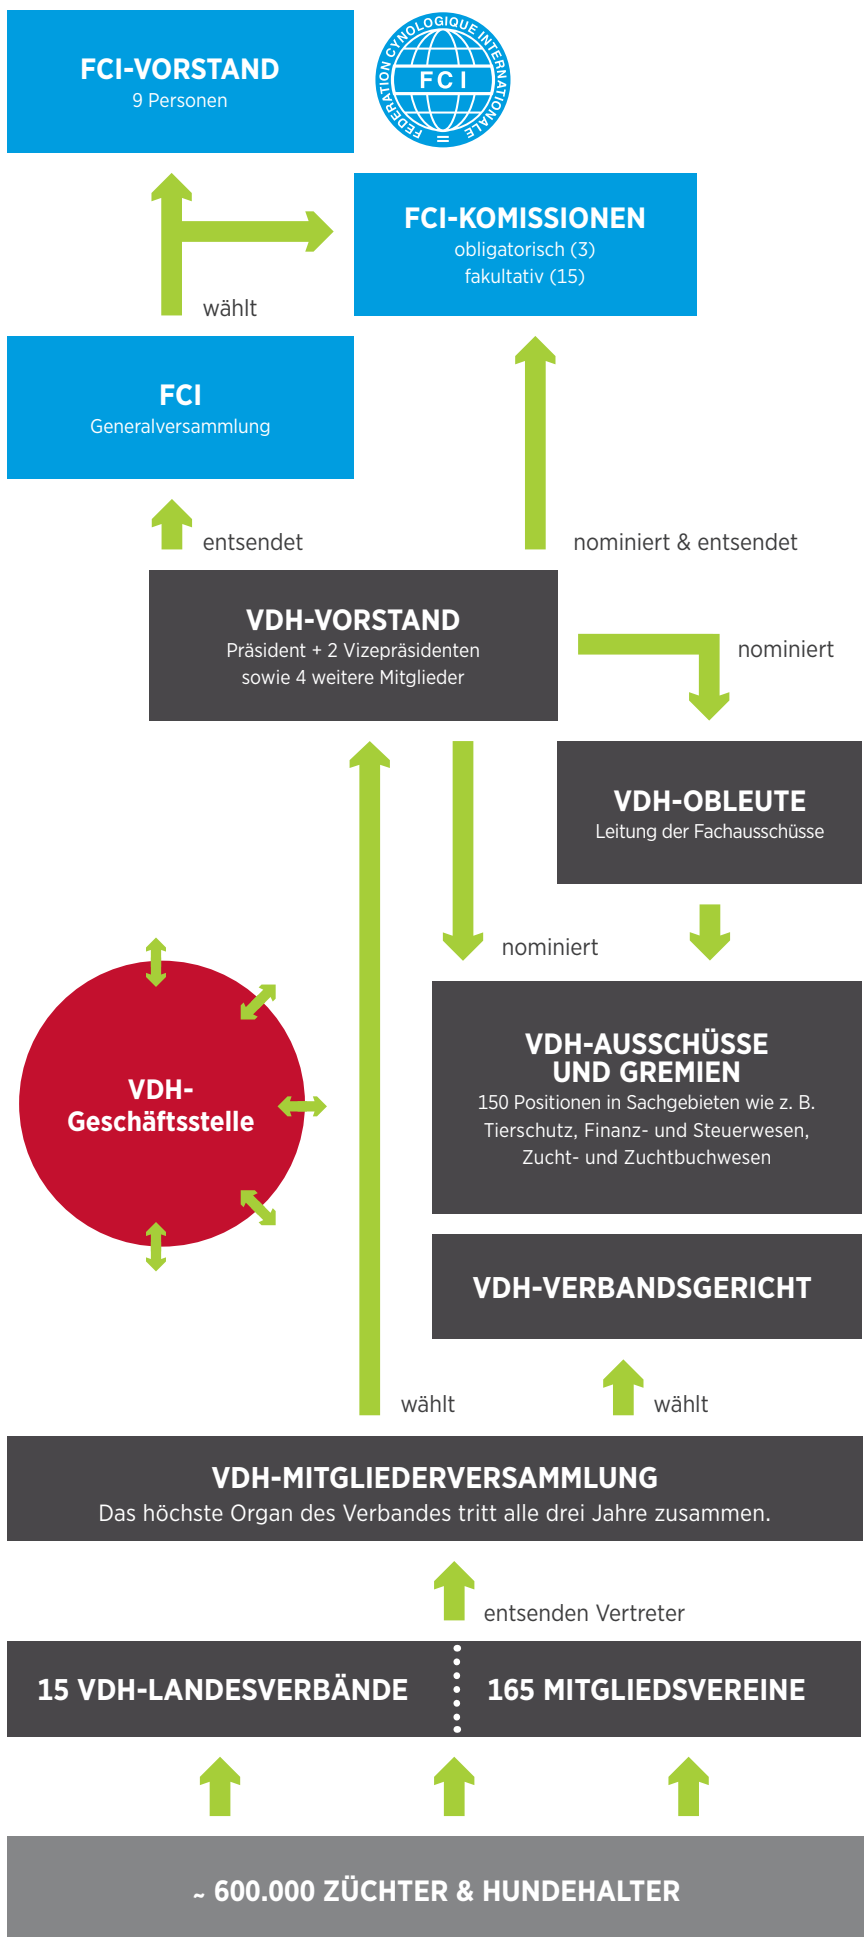 FCI-VORSTAND
9 Personen
FEDERATION CYNOLOGIQUE INTERNATIONALE
FCI
=
FCI-KOMISSIONEN
obligatorisch (3)
fakultativ (15)
wählt
FCI
Generalversammlung
entsendet
nominiert & entsendet
VDH-VORSTAND
Präsident + 2 Vizepräsidenten
sowie 4 weitere Mitglieder
nominiert
VDH-OBLEUTE
Leitung der Fachausschüsse
nominiert
VDH-
Geschäftsstelle
VDH-AUSSCHÜSSE
UND GREMIEN
150 Positionen in Sachgebieten wie z. B.
Tierschutz, Finanz- und Steuerwesen,
Zucht- und Zuchtbuchwesen
VDH-VERBANDSGERICHT
wählt
wählt
VDH-MITGLIEDERVERSAMMLUNG
Das höchste Organ des Verbandes tritt alle drei Jahre zusammen.
entsenden Vertreter
15 VDH-LANDESVERBÄNDE
165 MITGLIEDSVEREINE
~ 600.000 ZÜCHTER & HUNDEHALTER